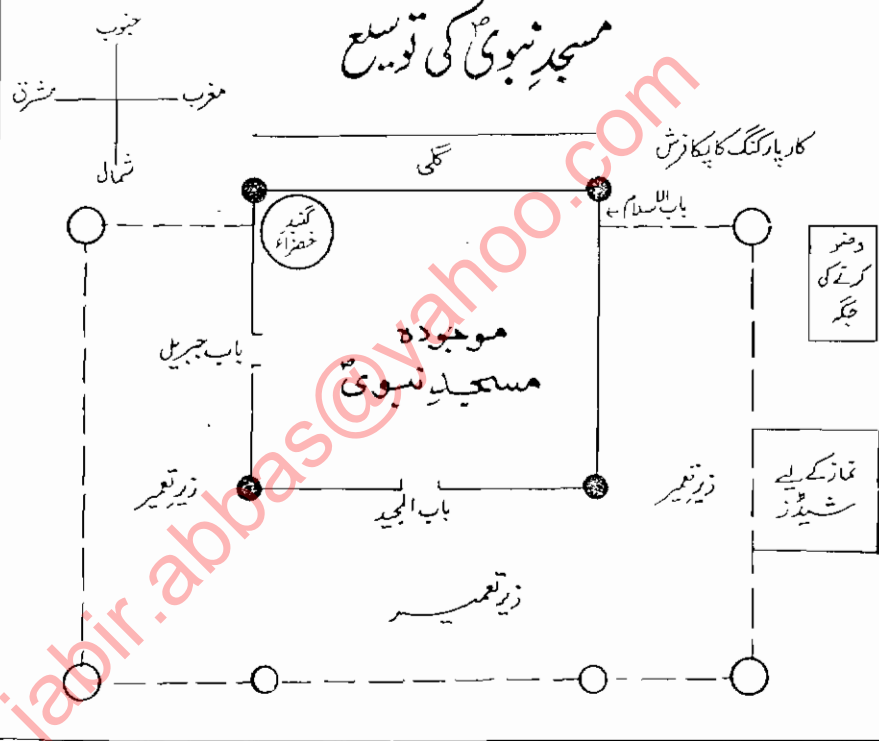 مسجدِ نبویؐ کی توسیع
جنوب
مغرب
مشرق
شمال
کار پارکنگ کا پکا فرش
گلی
باب الاسلام ←
گنبدِ
خضراء
وضو
کرنے کی
جگہ
موجودہ
مسجدِ نبویؐ
باب جبریل
نماز کے لیے
شیڈز
زیرِ تعمیر
زیرِ تعمیر
باب المجید
زیرِ تعمیر
jabir.abbas@yahoo.com